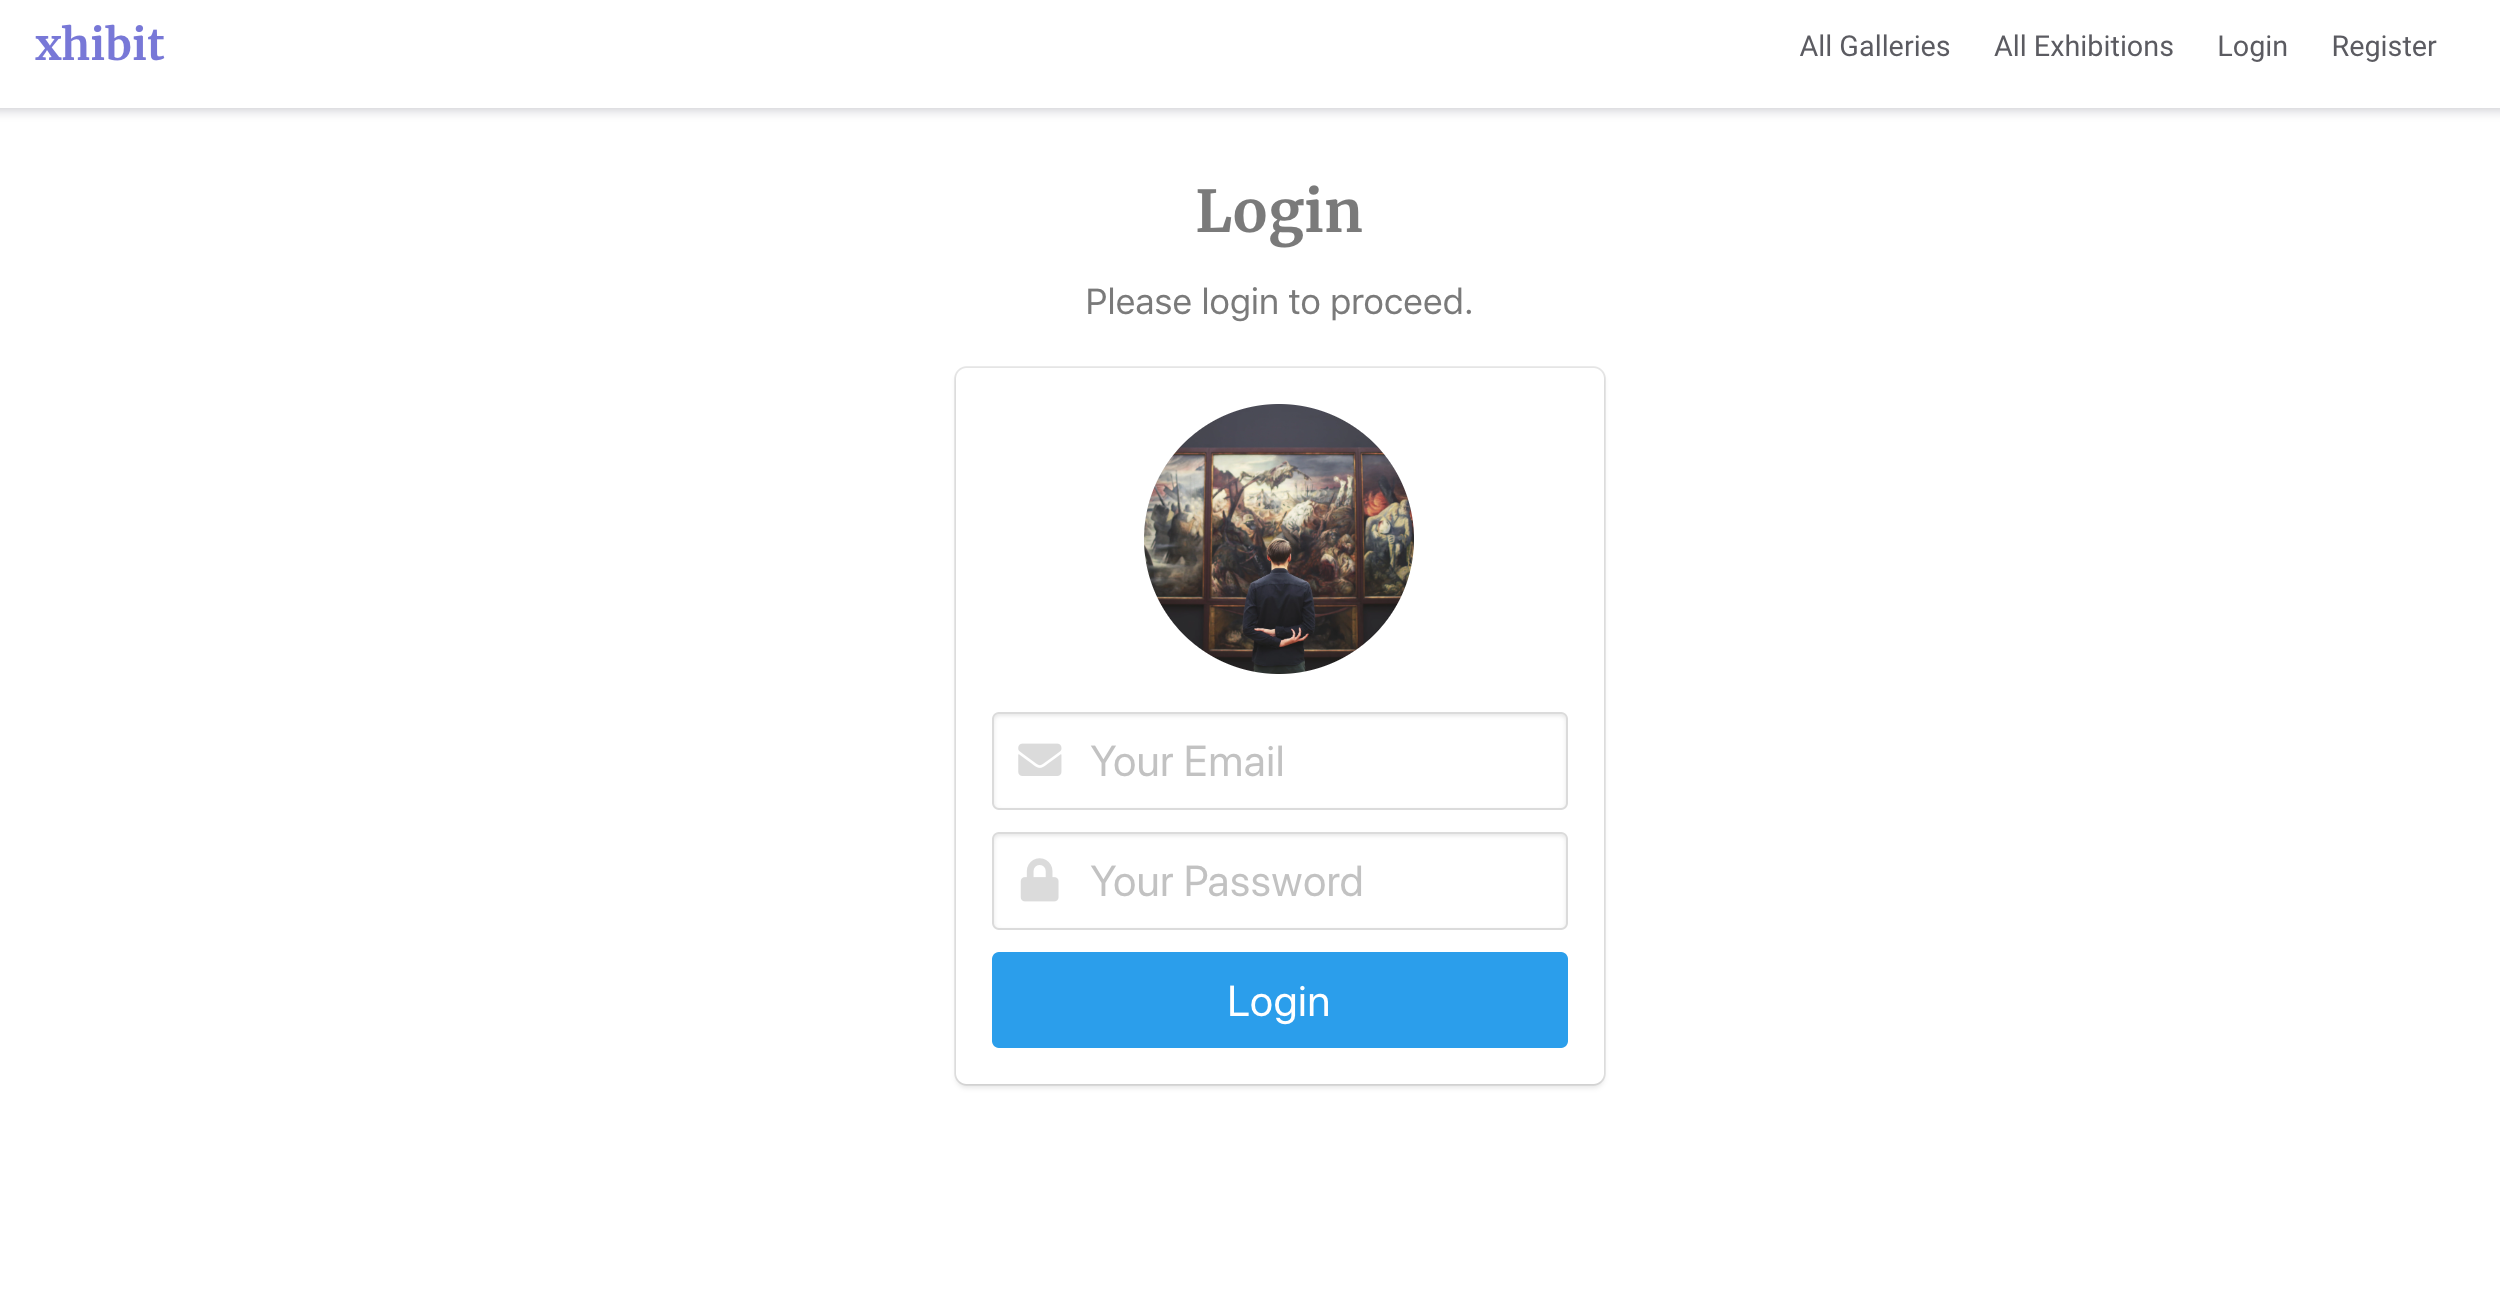 xhibit
All Galleries All Exhibitions Login Register
Login
Please login to proceed.
Your Email
Your Password
Login